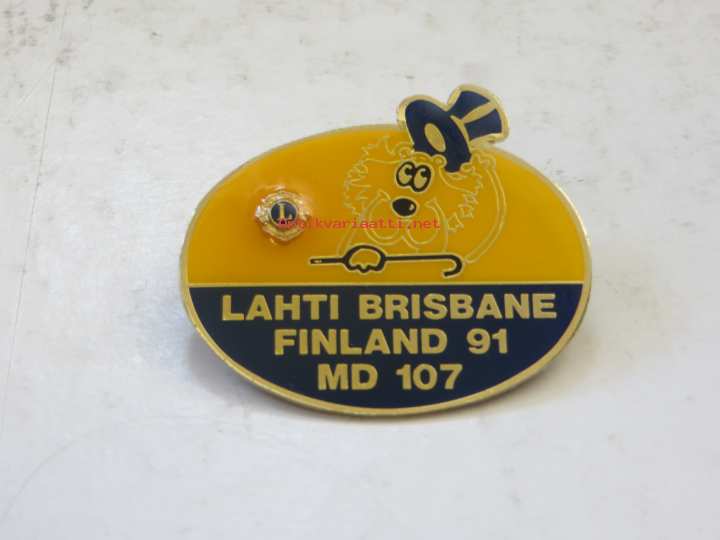 L
Antikvariaatti.net
LAHTI BRISBANE
FINLAND 91
MD 107